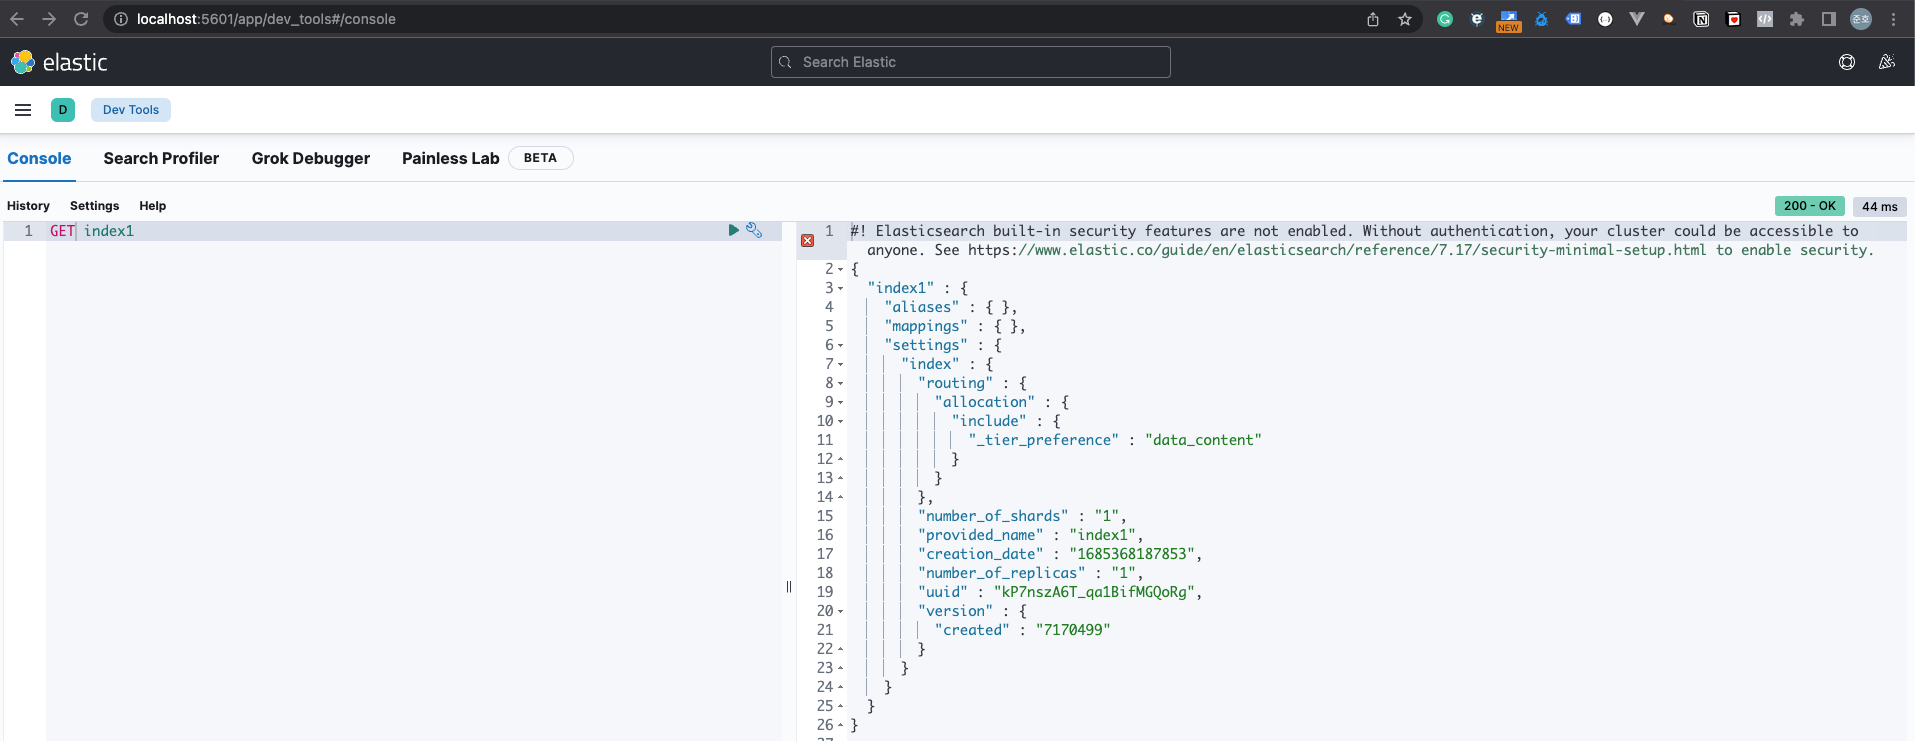 localhost:5601/app/dev_tools#/console
NEW
준호
elastic
Search Elastic
D
Dev Tools
Console
Search Profiler
Grok Debugger
Painless Lab
BETA
History
Settings
Help
200 - OK
44 ms
1 GET index1
1 #! Elasticsearch built-in security features are not enabled. Without authentication, your cluster could be accessible to
anyone. See https://www.elastic.co/guide/en/elasticsearch/reference/7.17/security-minimal-setup.html to enable security.
2 {
3 "index1" : {
4 "aliases" : { },
5 "mappings" : { },
6 "settings" : {
7 "index" : {
8 "routing" : {
9 "allocation" : {
10 "include" : {
11 "_tier_preference" : "data_content"
12 }
13 }
14 },
15 "number_of_shards" : "1",
16 "provided_name" : "index1",
17 "creation_date" : "1685368187853",
18 "number_of_replicas" : "1",
19 "uuid" : "kP7nszA6T_qa1BifMGQoRg",
20 "version" : {
21 "created" : "7170499"
22 }
23 }
24 }
25 }
26 }
27